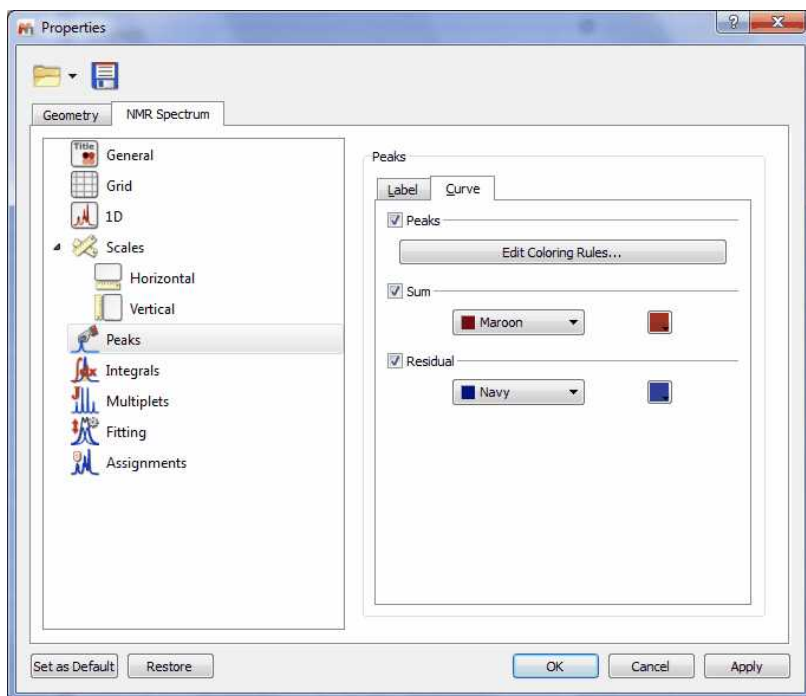 Properties
Geometry
NMR Spectrum
Title
General
Grid
1D
Scales
Horizontal
Vertical
Peaks
Integrals
Multiplets
Fitting
Assignments
Peaks
Label
Curve
Peaks
Edit Coloring Rules...
Sum
Maroon
Residual
Navy
Set as Default
Restore
OK
Cancel
Apply